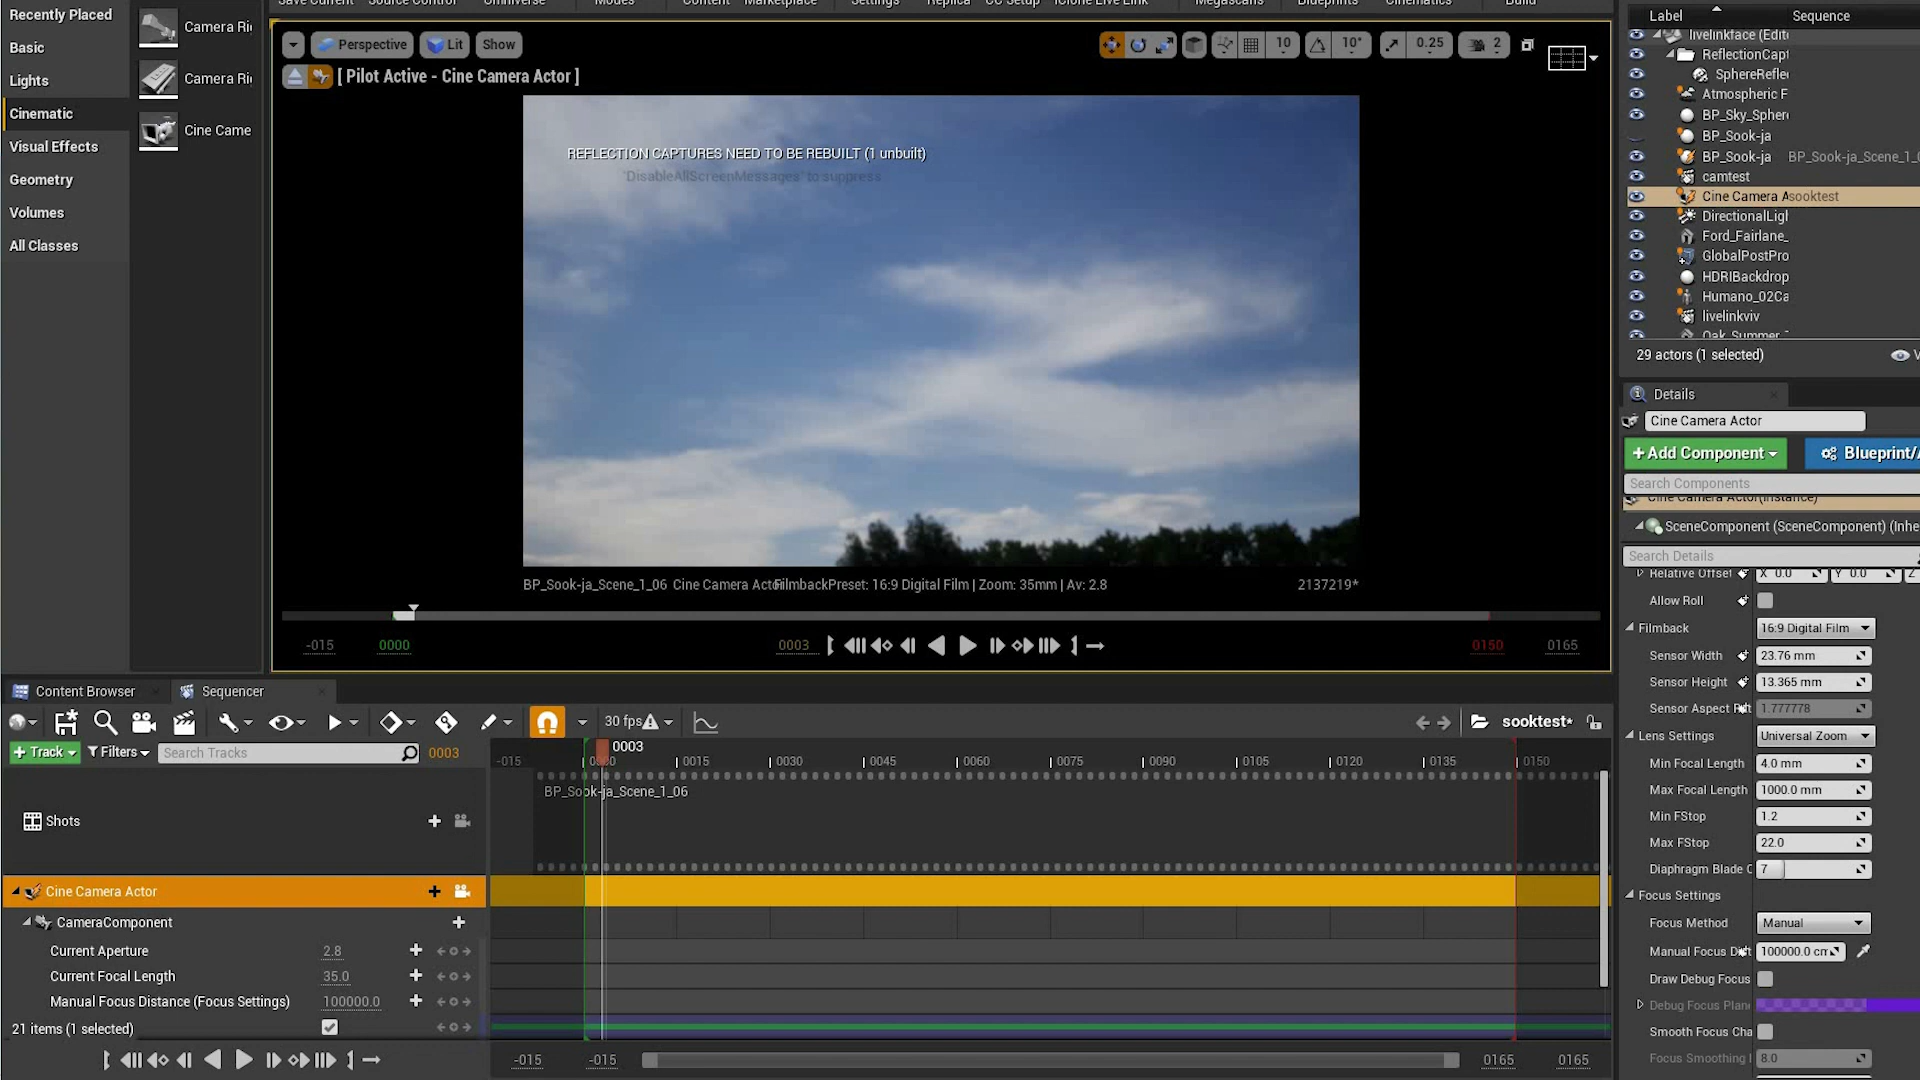 Save Current Source Control Omniverse Modes Content Marketplace Settings Replica CC Setup iClone Live Link Megascans Blueprints Cinematics Build
Recently Played
Basic
Lights
Cinematic
Visual Effects
Geometry
Volumes
All Classes
Camera Ri
Camera Ri
Cine Came
Perspective Lit Show 10 10° 0.25 2
[ Pilot Active - Cine Camera Actor ]
REFLECTION CAPTURES NEED TO BE REBUILT (1 unbuilt)
'DisableAllScreenMessages' to suppress
BP_Sook-ja_Scene_1_06 Cine Camera Acto FilmbackPreset: 16:9 Digital Film | Zoom: 35mm | Av: 2.8 2137219*
-015 0000 0003 0150 0165
Label Sequence
livelinkface (Edit
ReflectionCapt
SphereRefle
Atmospheric F
BP_Sky_Spher
BP_Sook-ja
BP_Sook-ja BP_Sook-ja_Scene_1_0
camtest
Cine Camera A sooktest
DirectionalLigl
Ford_Fairlane_
GlobalPostPro
HDRIBackdrop
Humano_02Ca
livelinkviv
Oak_Summer_
29 actors (1 selected) V
Details
Cine Camera Actor
+Add Component Blueprint/
Search Components
Cine Camera Actor(Instance)
SceneComponent (SceneComponent) (Inhe
Search Details
Relative Offset X 0.0 Y 0.0 Z
Allow Roll
Filmback 16:9 Digital Film
Sensor Width 23.76 mm
Sensor Height 13.365 mm
Sensor Aspect Rat 1.777778
Lens Settings Universal Zoom
Min Focal Length 4.0 mm
Max Focal Length 1000.0 mm
Min FStop 1.2
Max FStop 22.0
Diaphragm Blade C 7
Focus Settings
Focus Method Manual
Manual Focus Dist 100000.0 cm
Draw Debug Focus
Debug Focus Plane
Smooth Focus Cha
Focus Smoothing I 8.0
Content Browser Sequencer
30 fps sooktest*
+ Track Filters Search Tracks 0003
0003
-015 0000 0015 0030 0045 0060 0075 0090 0105 0120 0135 0150
BP_Sook-ja_Scene_1_06
Shots
Cine Camera Actor
CameraComponent
Current Aperture 2.8
Current Focal Length 35.0
Manual Focus Distance (Focus Settings) 100000.0
21 items (1 selected)
-015 -015 0165 0165